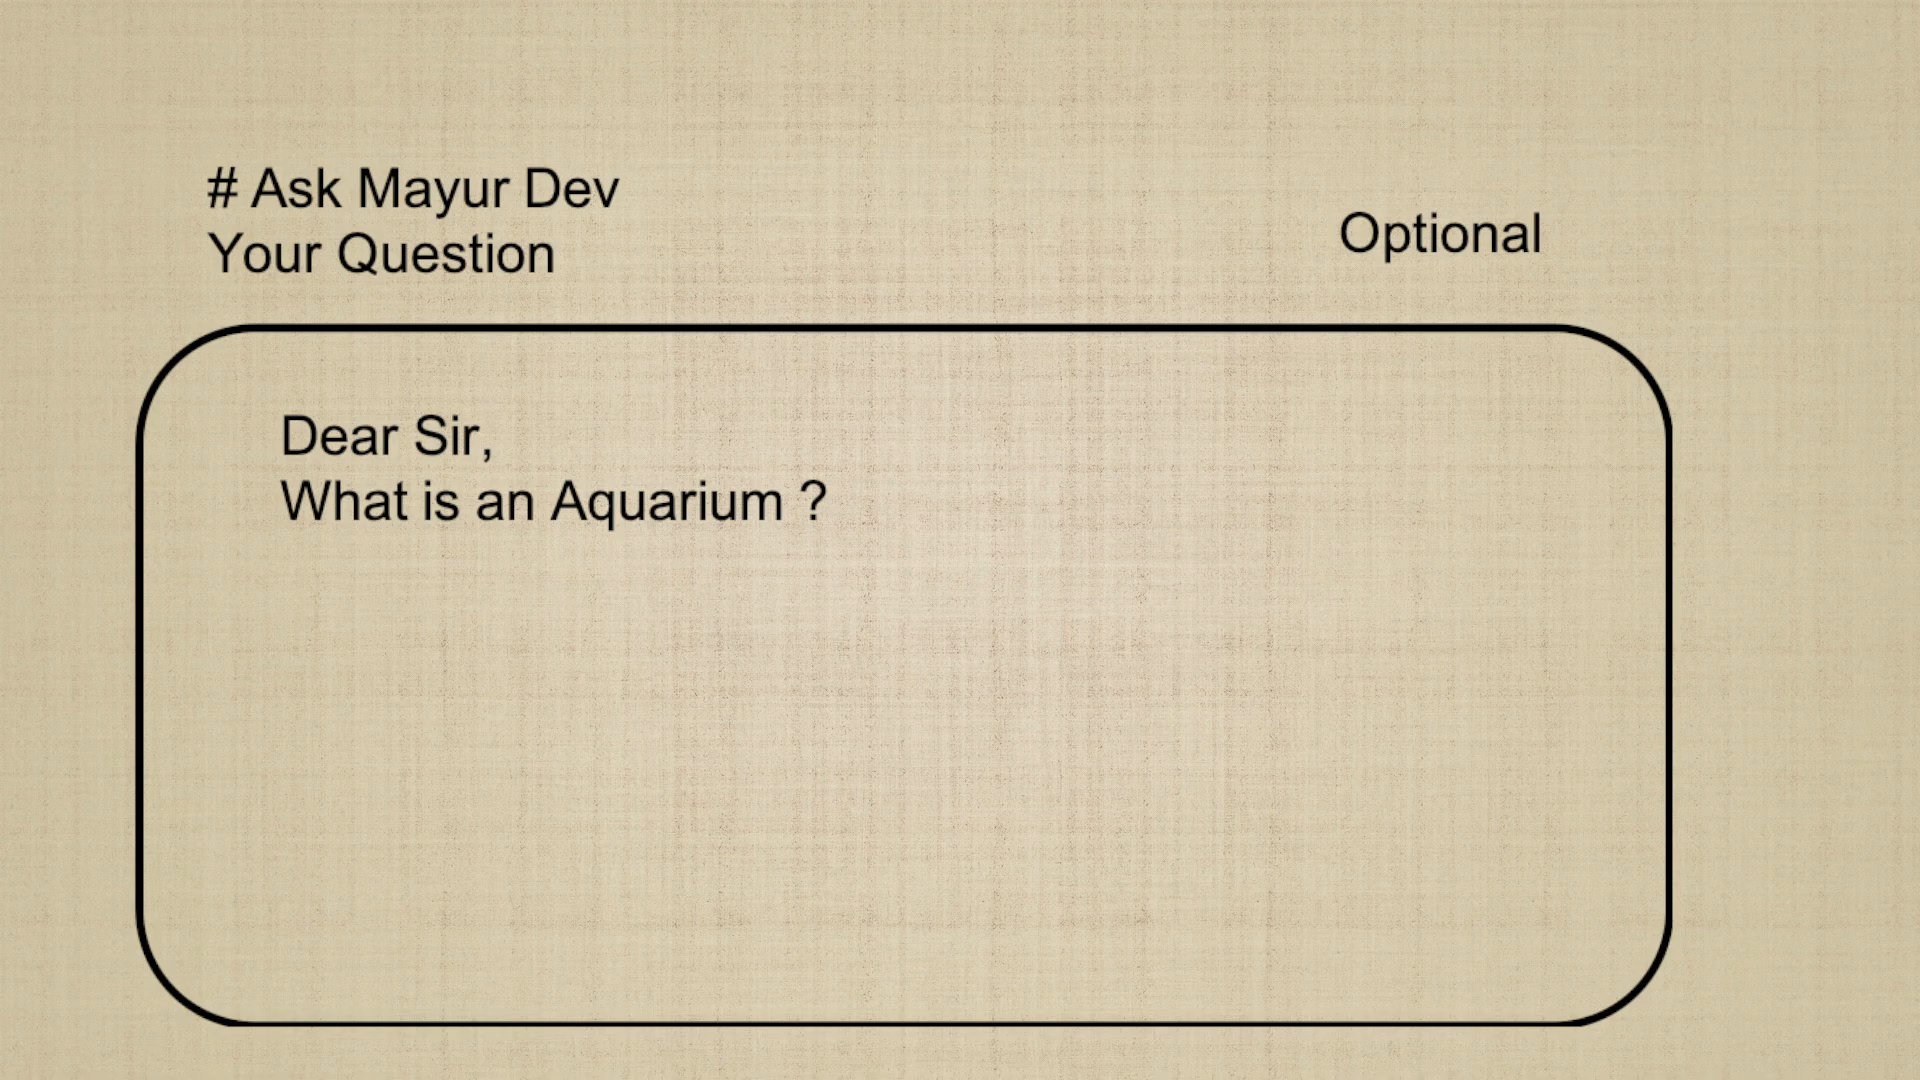 # Ask Mayur Dev
Your Question
Optional
Dear Sir,
What is an Aquarium ?